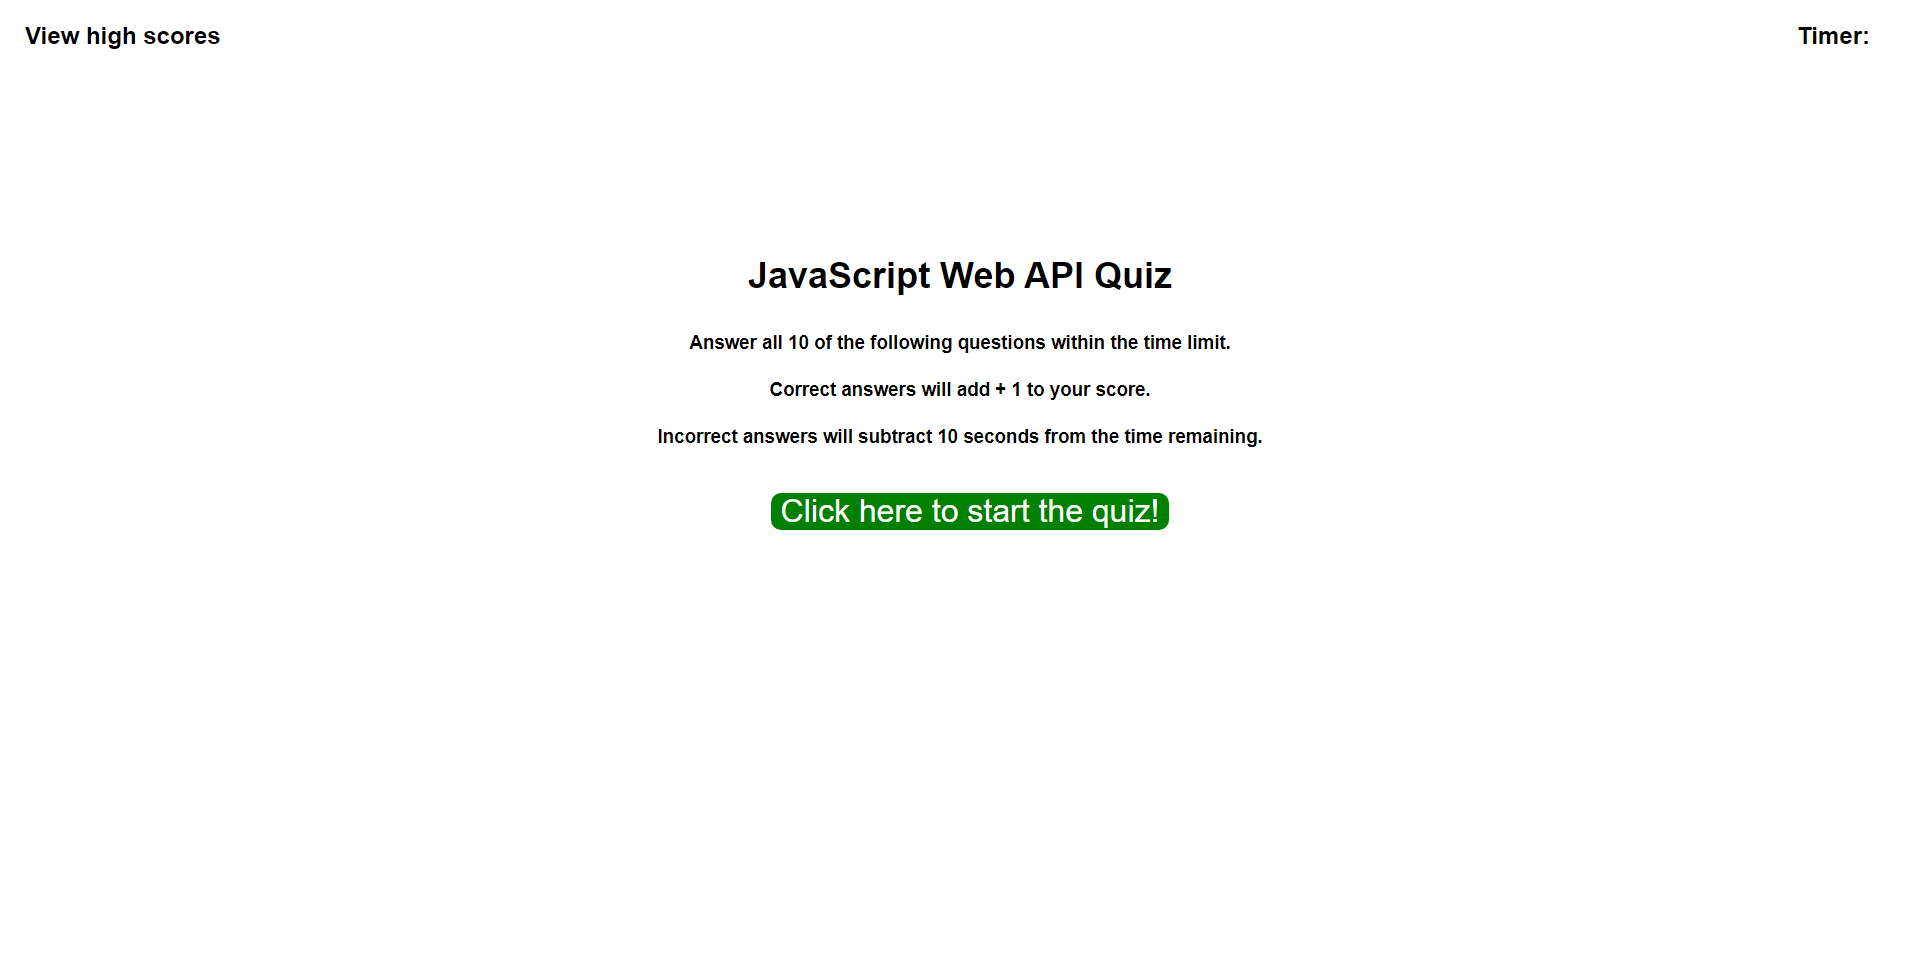 View high scores
Timer:
JavaScript Web API Quiz
Answer all 10 of the following questions within the time limit.
Correct answers will add + 1 to your score.
Incorrect answers will subtract 10 seconds from the time remaining.
Click here to start the quiz!